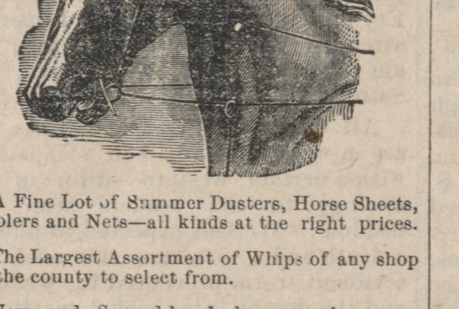 A Fine Lot of Summer Dusters, Horse Sheets,
olers and Nets—all kinds at the right prices.
The Largest Assortment of Whips of any shop
the county to select from.